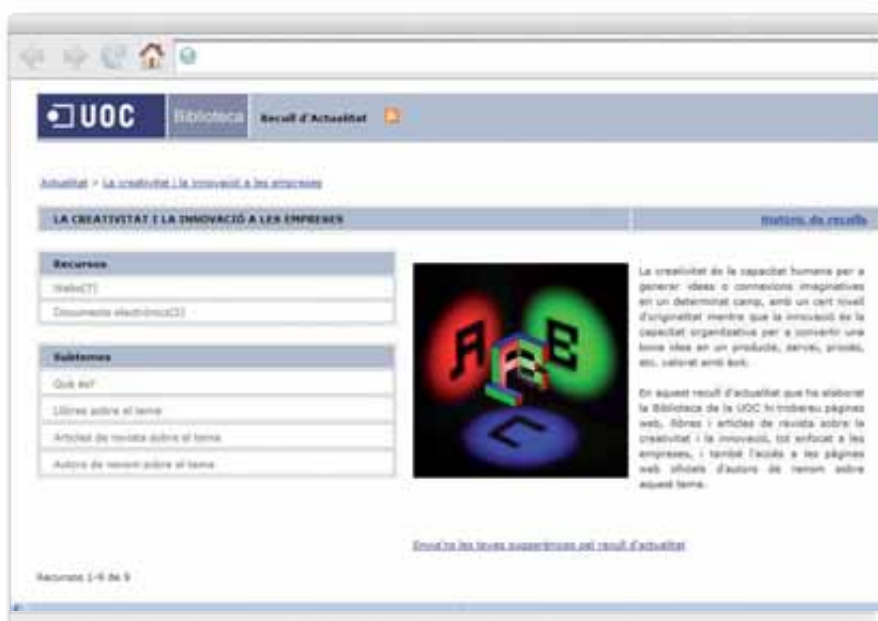 UOC
Biblioteca
Recull d'Actualitat
Actualitat > La creativitat i la innovació a les empreses
LA CREATIVITAT I LA INNOVACIÓ A LES EMPRESES
Històric de reculls
Recursos
Webs(7)
Documents electrònics(2)
Subtemes
Què és?
Llibres sobre el tema
Articles de revista sobre el tema
Autors de renom sobre el tema
A B
C
La creativitat és la capacitat humana per a
generar idees o connexions imaginatives
en un determinat camp, amb un cert nivell
d'originalitat mentre que la innovació és la
capacitat organitzativa per a convertir una
bona idea en un producte, servei, procés,
etc. valorat amb èxit.
En aquest recull d'actualitat que ha elaborat
la Biblioteca de la UOC hi trobareu pàgines
web, llibres i articles de revista sobre la
creativitat i la innovació, tot enfocat a les
empreses, i també l'accés a les pàgines
web oficials d'autors de renom sobre
aquest tema.
Envia'ns les teves suggerències pel recull d'actualitat
Recursos 1-9 de 9